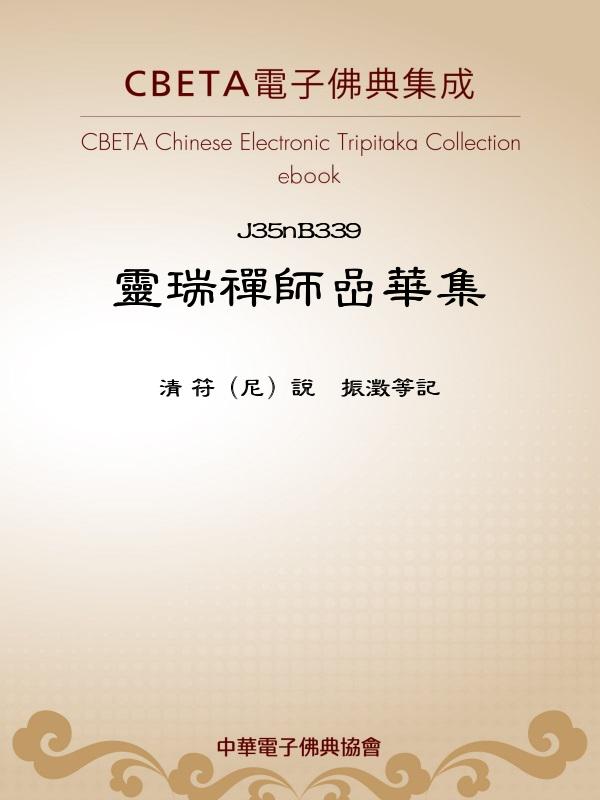 CBETA電子佛典集成
CBETA Chinese Electronic Tripitaka Collection
ebook
J35nB339
靈瑞禪師嵒華集
清 符（尼）說　振澂等記
中華電子佛典協會